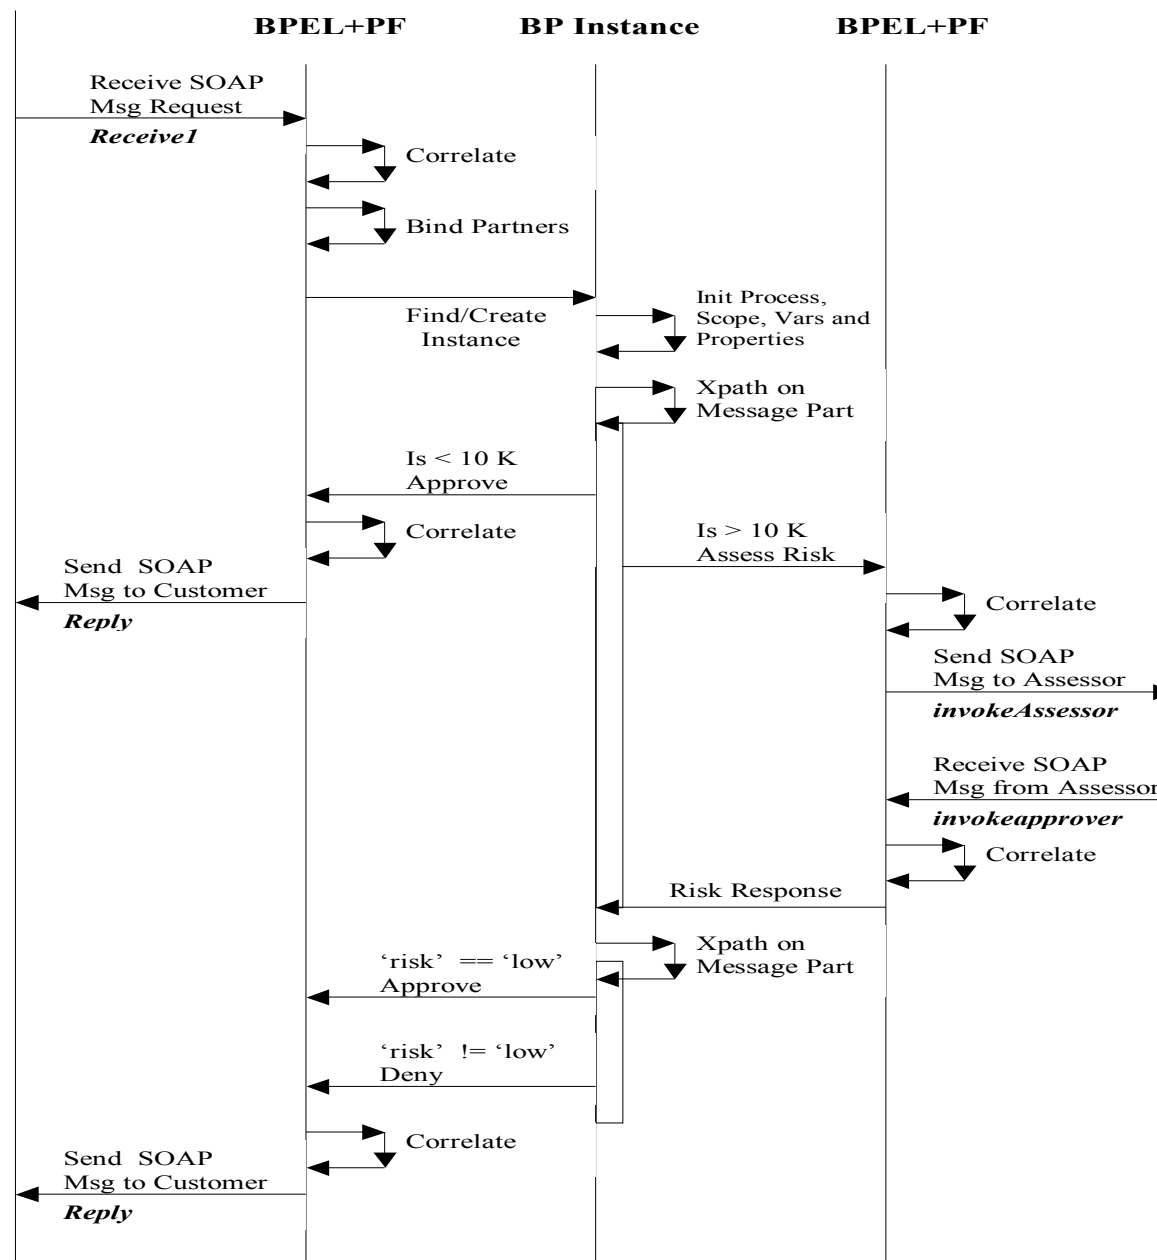 BPEL+PF
BP Instance
BPEL+PF
Receive SOAP
Msg Request
Receive1
Correlate
Bind Partners
Find/Create
Instance
Init Process,
Scope, Vars and
Properties
Xpath on
Message Part
Is < 10 K
Approve
Correlate
Send SOAP
Msg to Customer
Reply
Is > 10 K
Assess Risk
Correlate
Send SOAP
Msg to Assessor
invokeAssessor
Receive SOAP
Msg from Assessor
invokeapprover
Correlate
Risk Response
Xpath on
Message Part
‘risk’ == ‘low’
Approve
‘risk’ != ‘low’
Deny
Correlate
Send SOAP
Msg to Customer
Reply